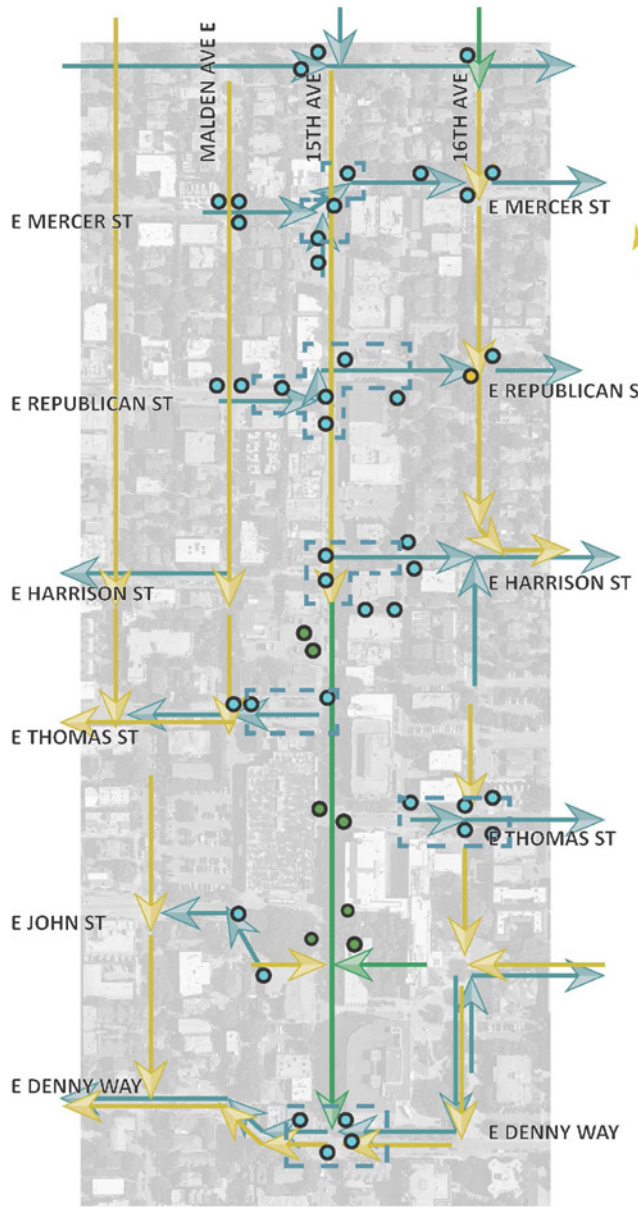 MALDEN AVE E
15TH AVE
16TH AVE
E MERCER ST
E MERCER ST
E REPUBLICAN ST
E REPUBLICAN S
E HARRISON ST
E HARRISON ST
E THOMAS ST
E THOMAS ST
E JOHN ST
E DENNY WAY
E DENNY WAY